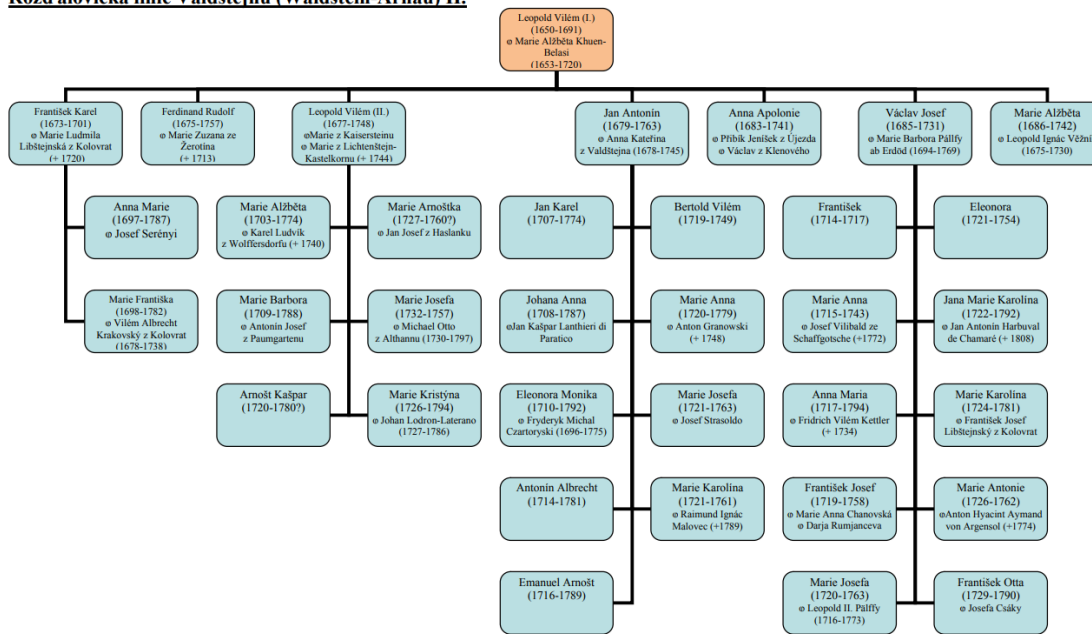 Rožďalovická linie Valdštejnů (Waldstein-Arnau) II.
Leopold Vilém (I.)
(1650-1691)
ⱷ Marie Alžběta Khuen-
Belasi
(1653-1720)
František Karel
(1673-1701)
ⱷ Marie Ludmila
Libštejnská z Kolovrat
(+ 1720)
Ferdinand Rudolf
(1675-1757)
ⱷ Marie Zuzana ze
Žerotína
(+ 1713)
Leopold Vilém (II.)
(1677-1748)
ⱷMarie z Kaisersteinu
ⱷ Marie z Lichtenštejn-
Kastelkornu (+ 1744)
Jan Antonín
(1679-1763)
ⱷ Anna Kateřina
z Valdštejna (1678-1745)
Anna Apolonie
(1683-1741)
ⱷ Přibík Jeníšek z Újezda
ⱷ Václav z Klenového
Václav Josef
(1685-1731)
ⱷ Marie Barbora Pállfy
ab Erdöd (1694-1769)
Marie Alžběta
(1686-1742)
ⱷ Leopold Ignác Věžní
(1675-1730)
Anna Marie
(1697-1787)
ⱷ Josef Serényi
Marie Alžběta
(1703-1774)
ⱷ Karel Ludvík
z Wolffersdorfu (+ 1740)
Marie Arnoštka
(1727-1760?)
ⱷ Jan Josef z Haslanku
Jan Karel
(1707-1774)
Bertold Vilém
(1719-1749)
František
(1714-1717)
Eleonora
(1721-1754)
Marie Františka
(1698-1782)
ⱷ Vilém Albrecht
Krakovský z Kolovrat
(1678-1738)
Marie Barbora
(1709-1788)
ⱷ Antonín Josef
z Paumgartenu
Marie Josefa
(1732-1757)
ⱷ Michael Otto
z Althannu (1730-1797)
Johana Anna
(1708-1787)
ⱷJan Kašpar Lanthieri di
Paratico
Marie Anna
(1720-1779)
ⱷ Anton Granowski
(+ 1748)
Marie Anna
(1715-1743)
ⱷ Josef Vilibald ze
Schaffgotsche (+1772)
Jana Marie Karolína
(1722-1792)
ⱷ Jan Antonín Harbuval
de Chamaré (+ 1808)
Arnošt Kašpar
(1720-1780?)
Marie Kristýna
(1726-1794)
ⱷ Johan Lodron-Laterano
(1727-1786)
Eleonora Monika
(1710-1792)
ⱷ Fryderyk Michal
Czartoryski (1696-1775)
Marie Josefa
(1721-1763)
ⱷ Josef Strasoldo
Anna Maria
(1717-1794)
ⱷ Fridrich Vilém Kettler
(+ 1734)
Marie Karolína
(1724-1781)
ⱷ František Josef
Libštejnský z Kolovrat
Antonín Albrecht
(1714-1781)
Marie Karolína
(1721-1761)
ⱷ Raimund Ignác
Malovec (+1789)
František Josef
(1719-1758)
ⱷ Marie Anna Chanovská
ⱷ Darja Rumjanceva
Marie Antonie
(1726-1762)
ⱷAnton Hyacint Aymand
von Argensol (+1774)
Emanuel Arnošt
(1716-1789)
Marie Josefa
(1720-1763)
ⱷ Leopold II. Pälffy
(1716-1773)
František Otta
(1729-1790)
ⱷ Josefa Csáky